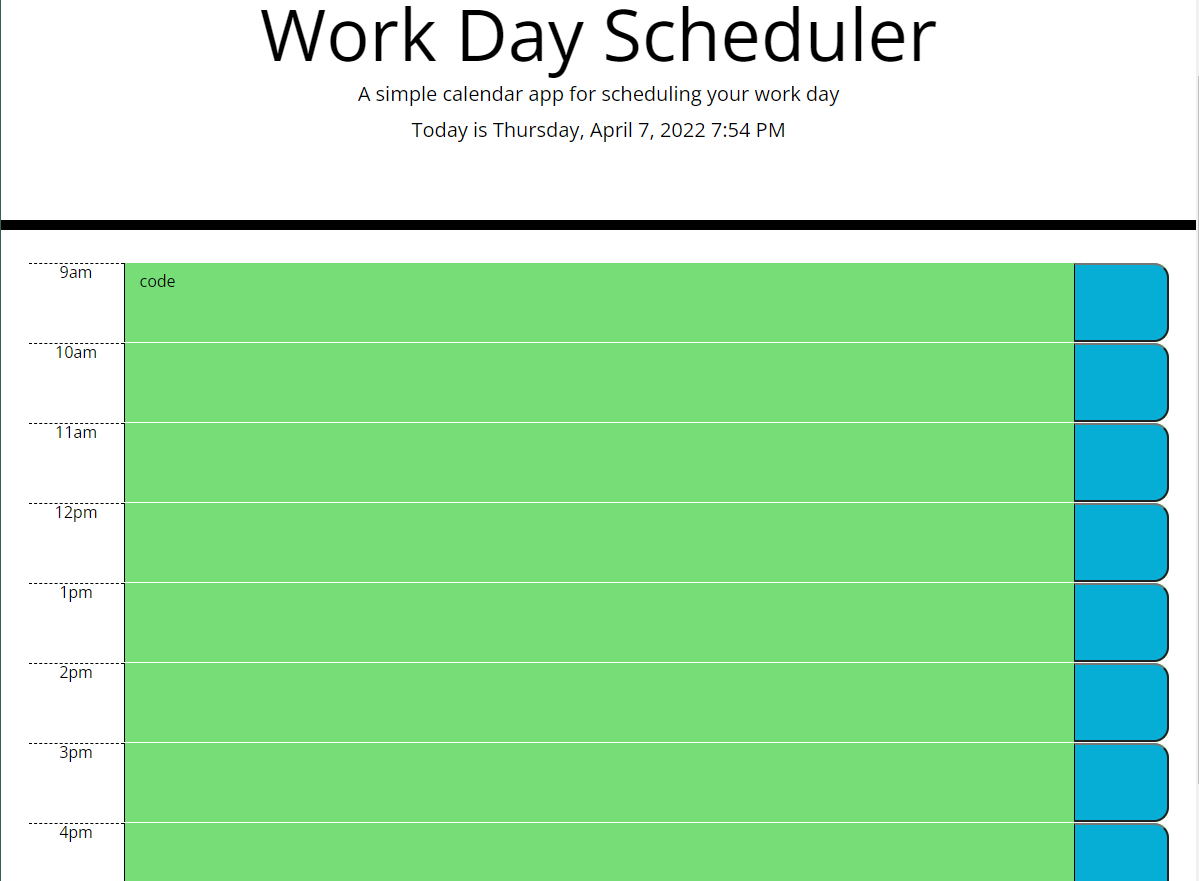 Work Day Scheduler
A simple calendar app for scheduling your work day
Today is Thursday, April 7, 2022 7:54 PM
9am
code
10am
11am
12pm
1pm
2pm
3pm
4pm